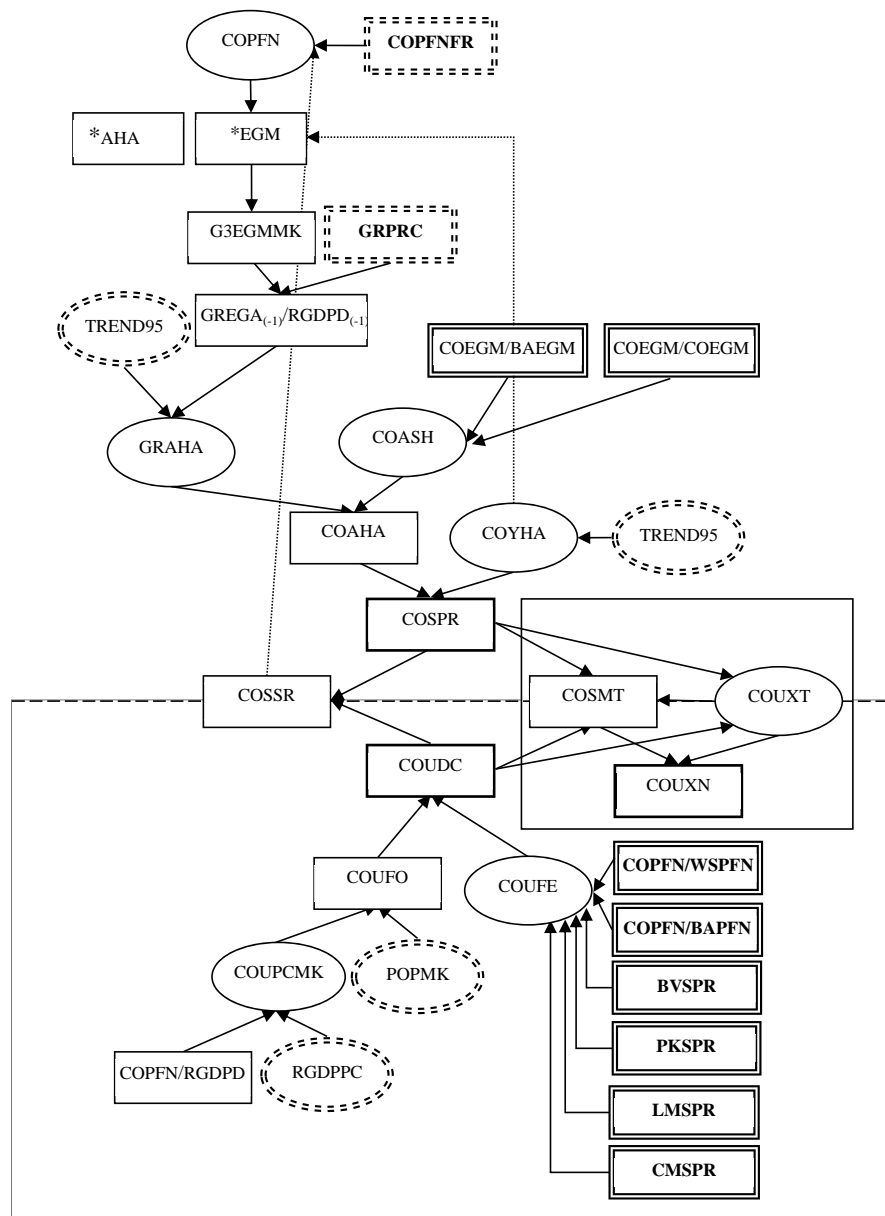 COPFN
COPFNFR
*AHA
*EGM
G3EGMMK
GRPRC
TREND95
GREGA(-1)/RGDPD(-1)
COEGM/BAEGM
COEGM/COEGM
GRAHA
COASH
COAHA
COYHA
TREND95
COSPR
COSSR
COSMT
COUXT
COUDC
COUXN
COUFO
COUFE
COPFN/WSPFN
COPFN/BAPFN
COUPCMK
POPMK
BVSPR
PKSPR
COPFN/RGDPD
RGDPPC
LMSPR
CMSPR